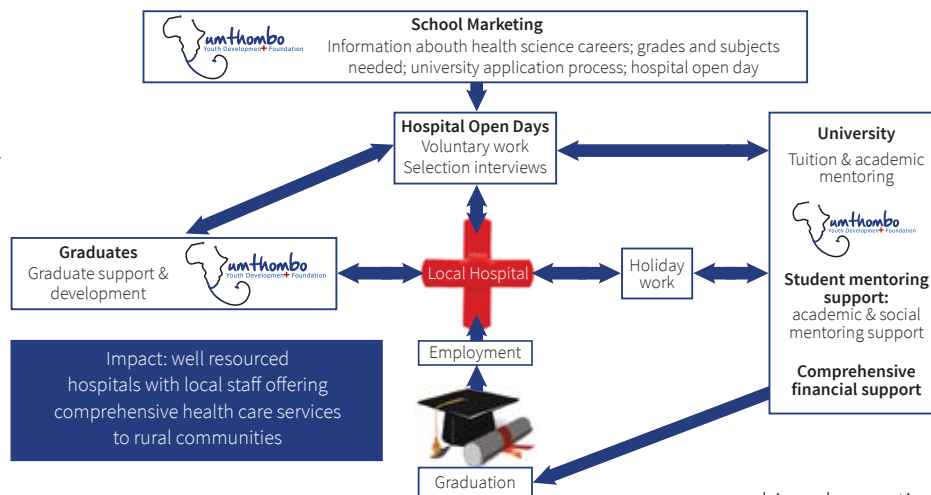 School Marketing
umthombo
Youth Development Foundation
Information abouth health science careers; grades and subjects
needed; university application process; hospital open day
Hospital Open Days
Voluntary work
Selection interviews
University
Tuition & academic
mentoring
umthombo
Youth Development Foundation
Student mentoring
support:
academic & social
mentoring support
Comprehensive
financial support
Graduates
Graduate support &
development
umthombo
Youth Development Foundation
Local Hospital
Holiday
work
Employment
Impact: well resourced
hospitals with local staff offering
comprehensive health care services
to rural communities
Graduation